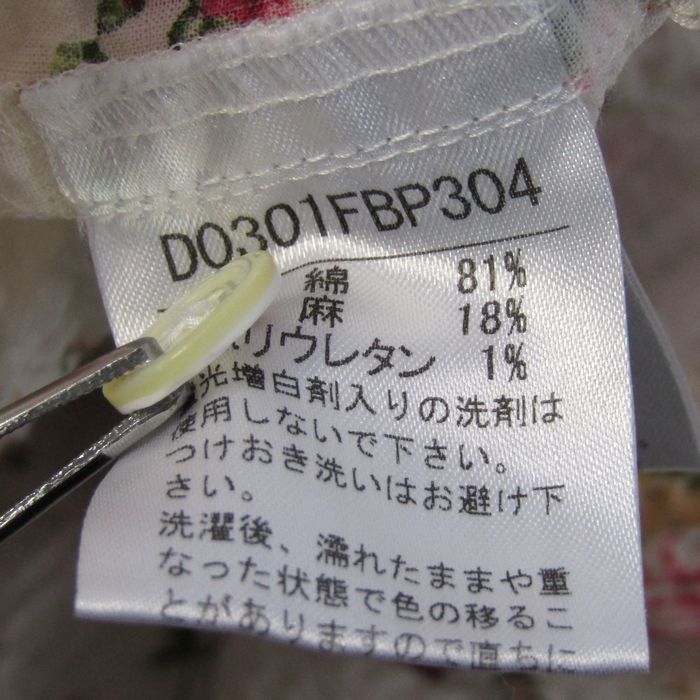 D0301FBP304
綿 81%
麻 18%
リウレタン 1%
光増白剤入りの洗剤は
使用しないで下さい。
つけおき洗いはお避け下
さい。
洗濯後、濡れたままや重
なった状態で色の移るこ
とがありますので直ちに